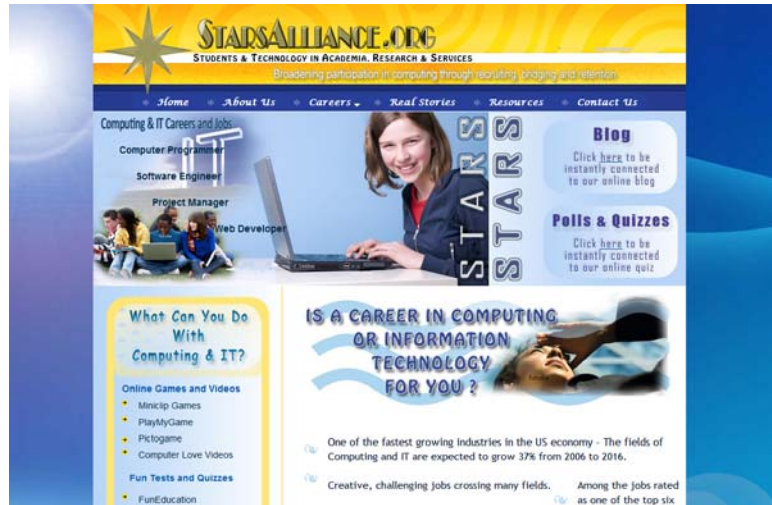 STARSALLIANCE.ORG
STUDENTS & TECHNOLOGY IN ACADEMIA, RESEARCH & SERVICES
Broadening participation in computing through recruiting, bridging and retention
Home About Us Careers Real Stories Resources Contact Us
Computing & IT Careers and Jobs
IT
Computer Programmer
Software Engineer
Project Manager
Web Developer
STARS
STARS
Blog
Click here to be
instantly connected
to our online blog
Polls & Quizzes
Click here to be
instantly connected
to our online quiz
What Can You Do
With
Computing & IT?
Online Games and Videos
Miniclip Games
PlayMyGame
Pictogame
Computer Love Videos
Fun Tests and Quizzes
FunEducation
IS A CAREER IN COMPUTING
OR INFORMATION
TECHNOLOGY
FOR YOU ?
One of the fastest growing industries in the US economy - The fields of
Computing and IT are expected to grow 37% from 2006 to 2016.
Creative, challenging jobs crossing many fields.
Among the jobs rated
as one of the top six